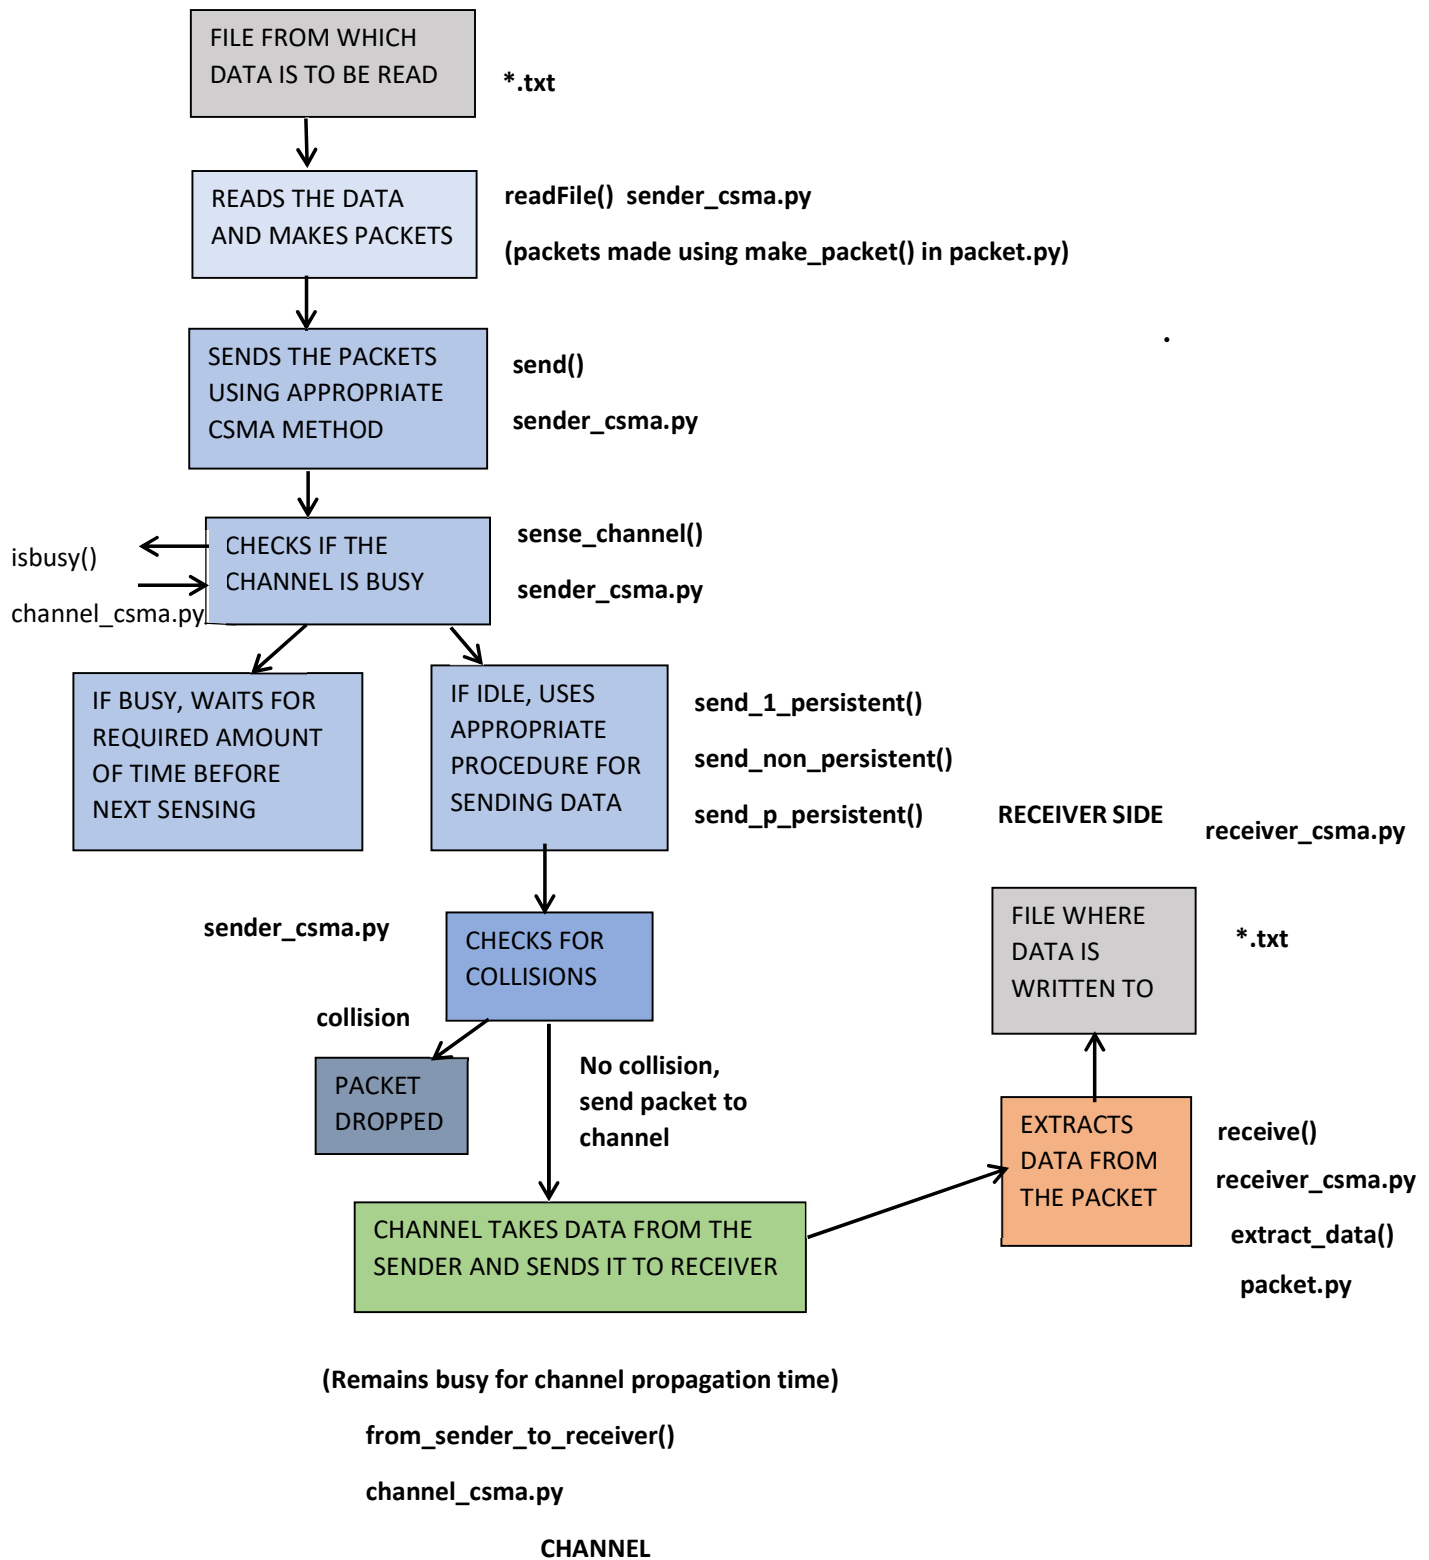 FILE FROM WHICH
DATA IS TO BE READ
*.txt
READS THE DATA
AND MAKES PACKETS
readFile()  sender_csma.py
(packets made using make_packet() in packet.py)
.
SENDS THE PACKETS
USING APPROPRIATE
CSMA METHOD
send()
sender_csma.py
isbusy()
channel_csma.py
CHECKS IF THE
CHANNEL IS BUSY
sense_channel()
sender_csma.py
IF BUSY, WAITS FOR
REQUIRED AMOUNT
OF TIME BEFORE
NEXT SENSING
IF IDLE, USES
APPROPRIATE
PROCEDURE FOR
SENDING DATA
send_1_persistent()
send_non_persistent()
send_p_persistent()
RECEIVER SIDE
receiver_csma.py
sender_csma.py
CHECKS FOR
COLLISIONS
FILE WHERE
DATA IS
WRITTEN TO
*.txt
collision
PACKET
DROPPED
No collision,
send packet to
channel
EXTRACTS
DATA FROM
THE PACKET
receive()
receiver_csma.py
extract_data()
packet.py
CHANNEL TAKES DATA FROM THE
SENDER AND SENDS IT TO RECEIVER
(Remains busy for channel propagation time)
from_sender_to_receiver()
channel_csma.py
CHANNEL